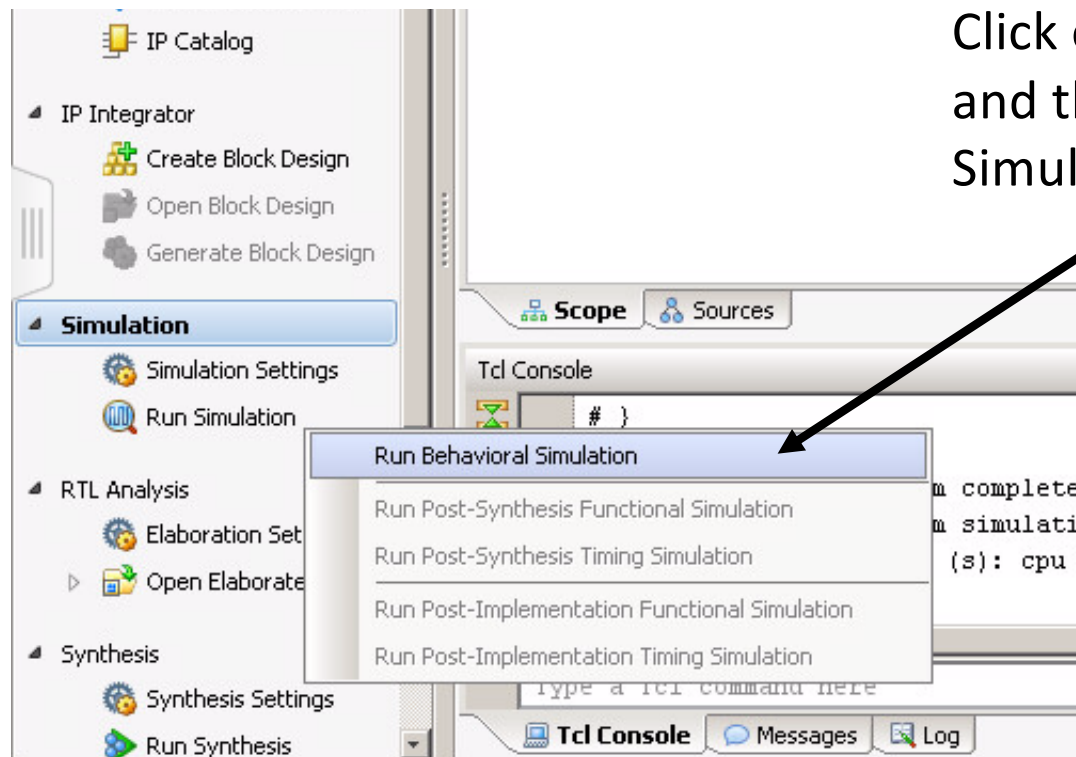 IP Catalog
IP Integrator
Create Block Design
Open Block Design
Generate Block Design
Simulation
Simulation Settings
Run Simulation
RTL Analysis
Elaboration Set
Open Elaborate
Synthesis
Synthesis Settings
Run Synthesis
Click
and
Simul
Scope
Sources
Tcl Console
# }
Run Behavioral Simulation
Run Post-Synthesis Functional Simulation
Run Post-Synthesis Timing Simulation
Run Post-Implementation Functional Simulation
Run Post-Implementation Timing Simulation
m complete
m simulati
(s): cpu
Type a Tcl command here
Tcl Console
Messages
Log